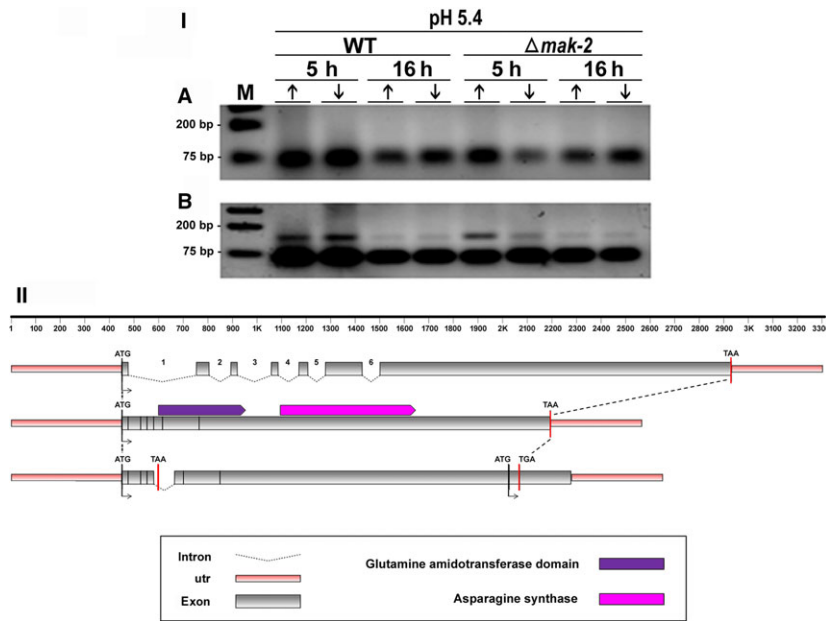 I
pH 5.4
WT Δmak-2
5 h 16 h 5 h 16 h
M ↑ ↓ ↑ ↓ ↑ ↓ ↑ ↓
A
200 bp -
75 bp -
B
200 bp -
75 bp -
II
1 100 200 300 400 500 600 700 800 900 1K 1100 1200 1300 1400 1500 1600 1700 1800 1900 2K 2100 2200 2300 2400 2500 2600 2700 2800 2900 3K 3100 3200 3300
ATG 1 2 3 4 5 6 TAA
ATG TAA
ATG TAA ATG TGA
Intron
utr
Exon
Glutamine amidotransferase domain
Asparagine synthase